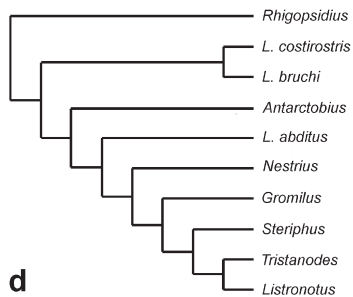 Rhigopsidius
L. costirostris
L. bruchi
Antarctobius
L. abditus
Nestrius
Gromilus
Steriphus
Tristanodes
Listronotus
d